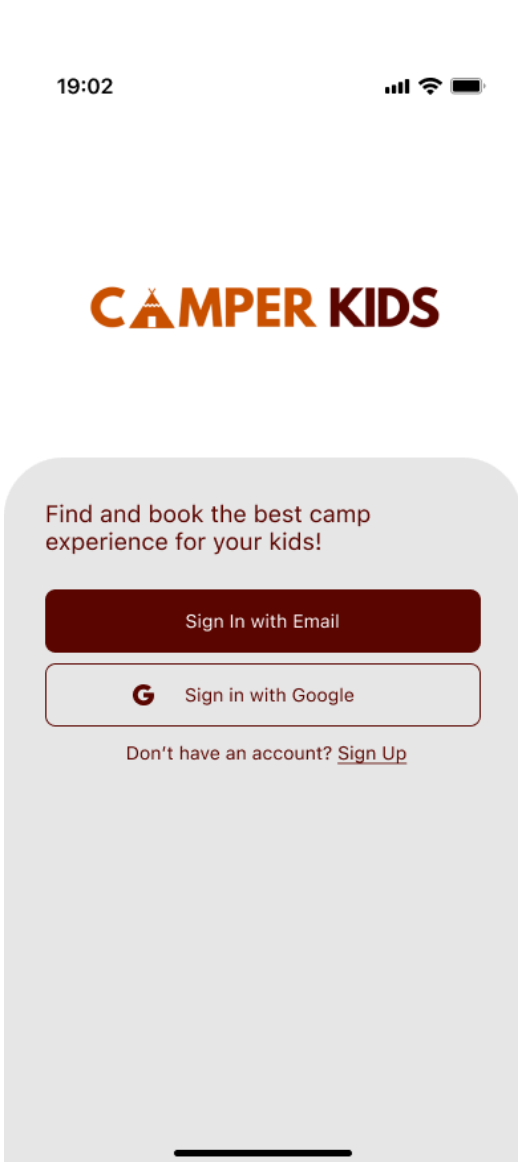 19:02
CAMPER KIDS
Find and book the best camp
experience for your kids!
Sign In with Email
G Sign in with Google
Don't have an account? Sign Up